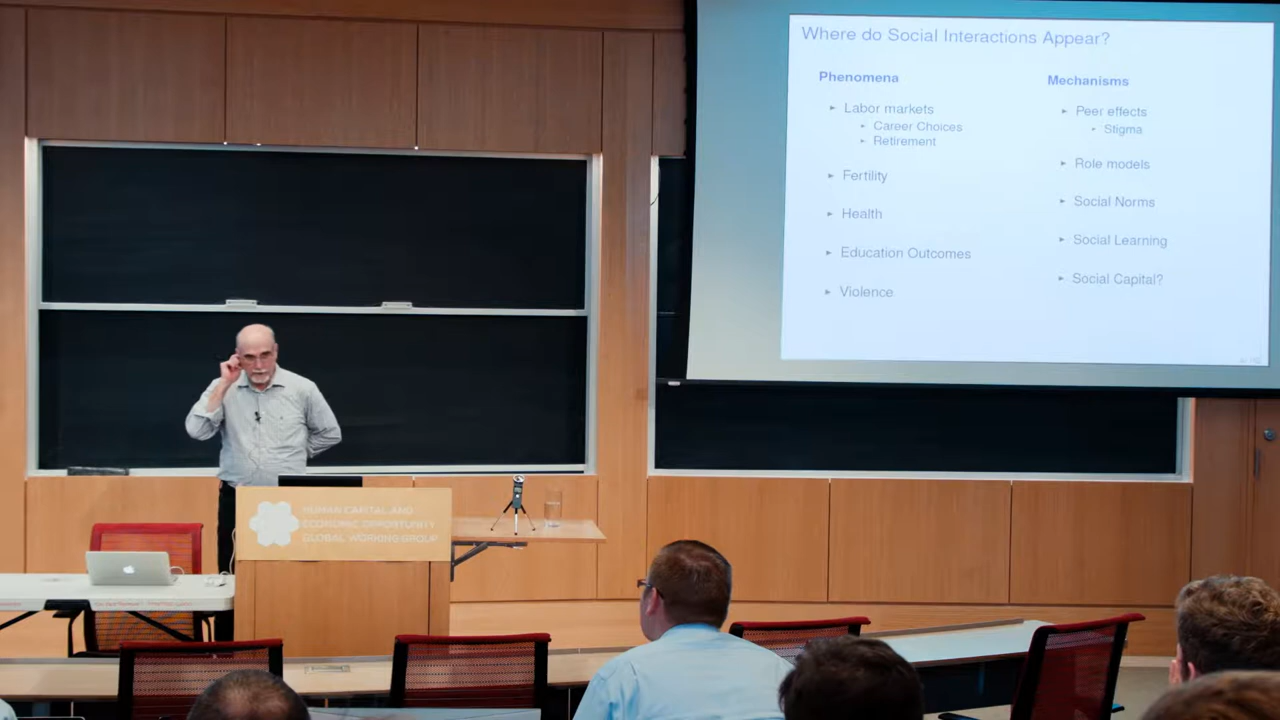 Where do Social Interactions Appear?
Phenomena
Labor markets
Career Choices
Retirement
Fertility
Health
Education Outcomes
Violence
Mechanisms
Peer effects
Stigma
Role models
Social Norms
Social Learning
Social Capital?
HUMAN CAPITAL AND
ECONOMIC OPPORTUNITY
GLOBAL WORKING GROUP